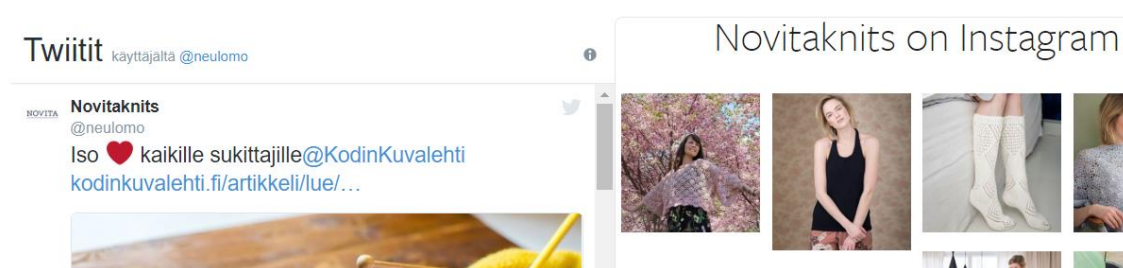 Twiitit käyttäjältä @neulomo
NOVITA
Novitaknits
@neulomo
Iso ❤ kaikille sukittajille@KodinKuvalehti
kodinkuvalehti.fi/artikkeli/lue/…
Novitaknits on Instagram